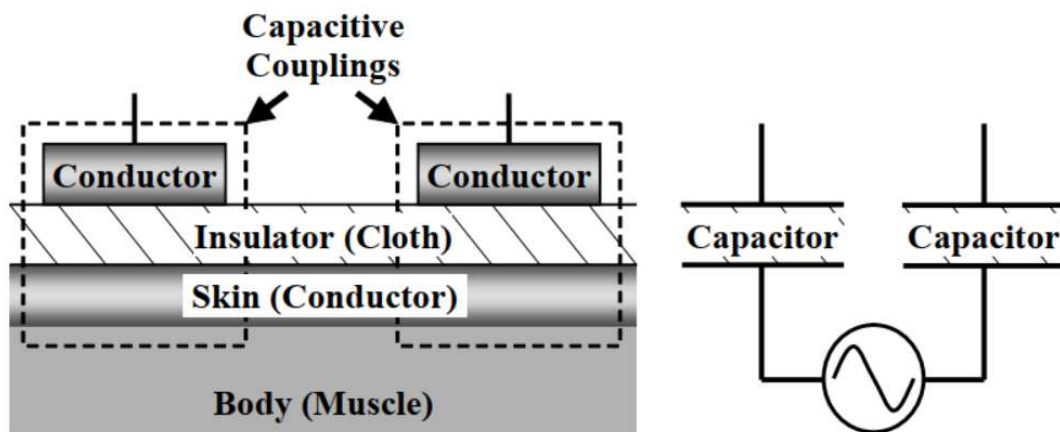 Capacitive
Couplings
Conductor
Conductor
Insulator (Cloth)
Capacitor
Capacitor
Skin (Conductor)
Body (Muscle)